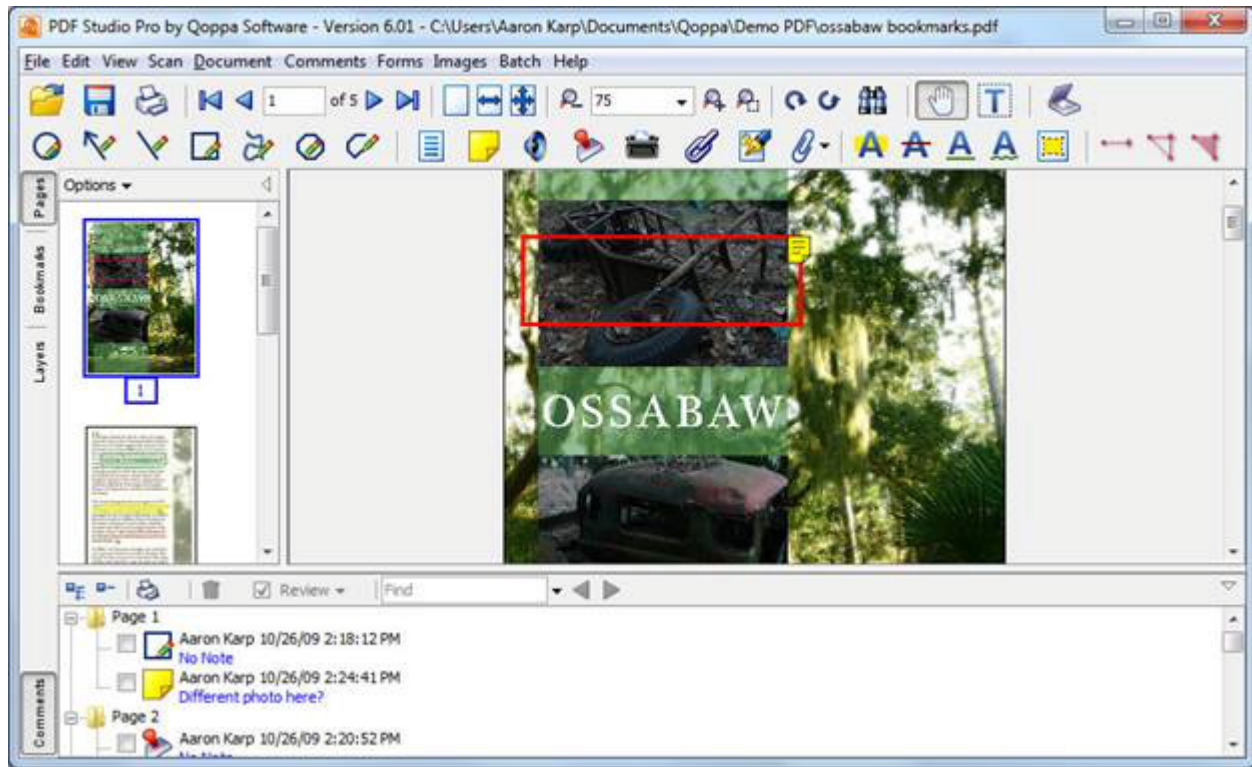 PDF Studio Pro by Qoppa Software - Version 6.01 - C:\Users\Aaron Karp\Documents\Qoppa\Demo PDF\ossabaw bookmarks.pdf
File Edit View Scan Document Comments Forms Images Batch Help
1 of 5 75
T
A A A A
Pages
Bookmarks
Layers
Comments
Options
1
OSSABAW
Review Find
Page 1
Aaron Karp 10/26/09 2:18:12 PM
No Note
Aaron Karp 10/26/09 2:24:41 PM
Different photo here?
Page 2
Aaron Karp 10/26/09 2:20:52 PM
No Note